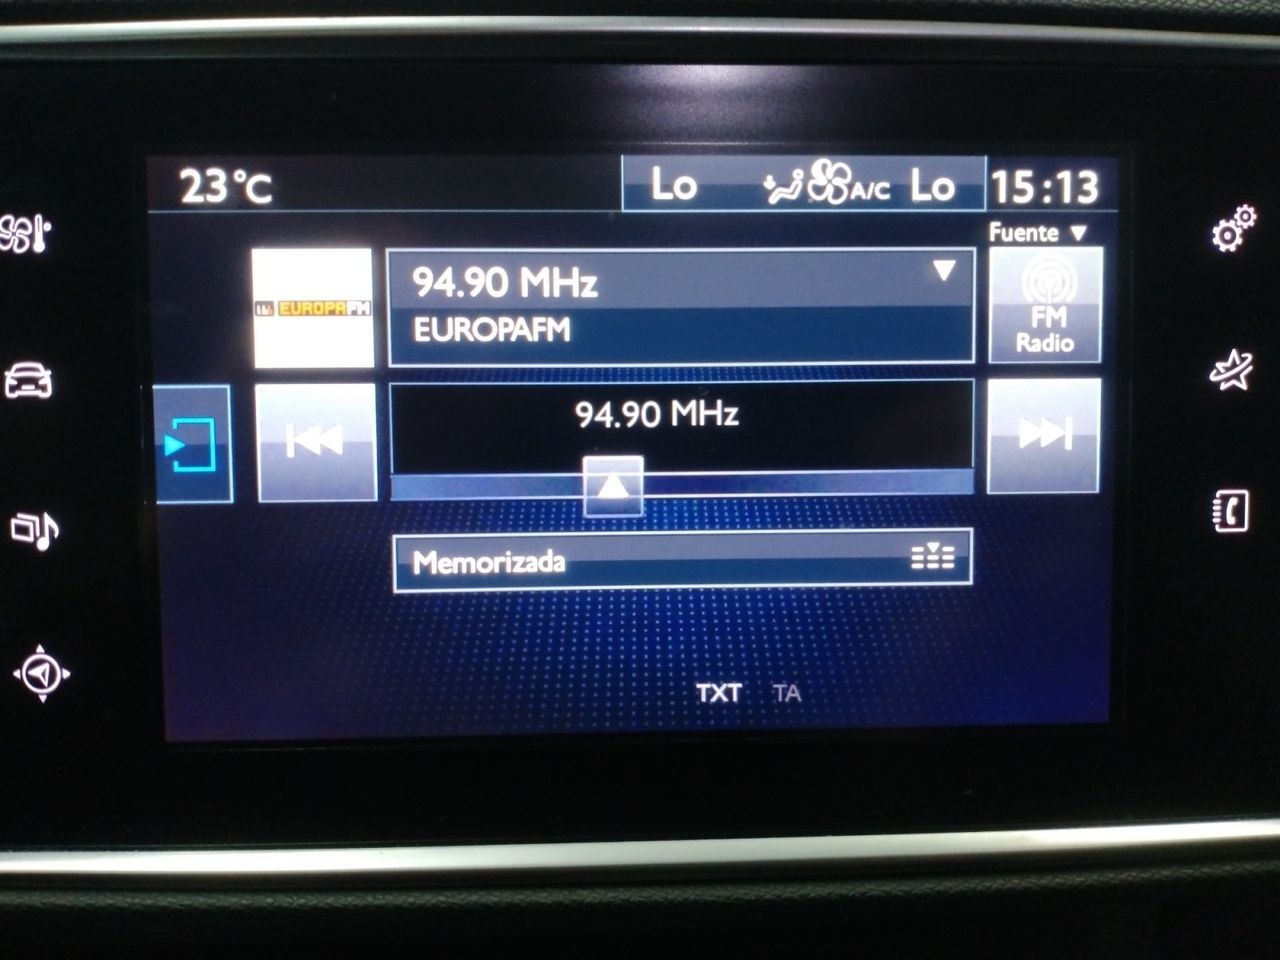 23°C
Lo
A/C
Lo
15:13
Fuente
EUROPAFM
94.90 MHz
EUROPAFM
FM
Radio
94.90 MHz
Memorizada
TXT
TA